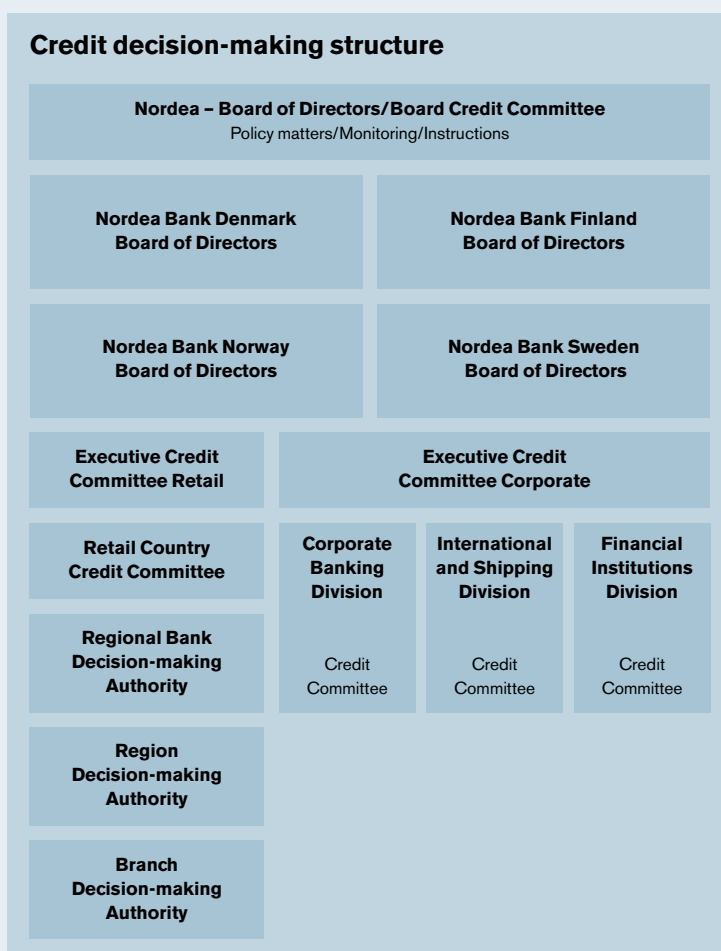 Credit decision-making structure
Nordea – Board of Directors/Board Credit Committee
Policy matters/Monitoring/Instructions
Nordea Bank Denmark
Board of Directors
Nordea Bank Finland
Board of Directors
Nordea Bank Norway
Board of Directors
Nordea Bank Sweden
Board of Directors
Executive Credit
Committee Retail
Executive Credit
Committee Corporate
Retail Country
Credit Committee
Corporate
Banking
Division
Credit
Committee
International
and Shipping
Division
Credit
Committee
Financial
Institutions
Division
Credit
Committee
Regional Bank
Decision-making
Authority
Region
Decision-making
Authority
Branch
Decision-making
Authority